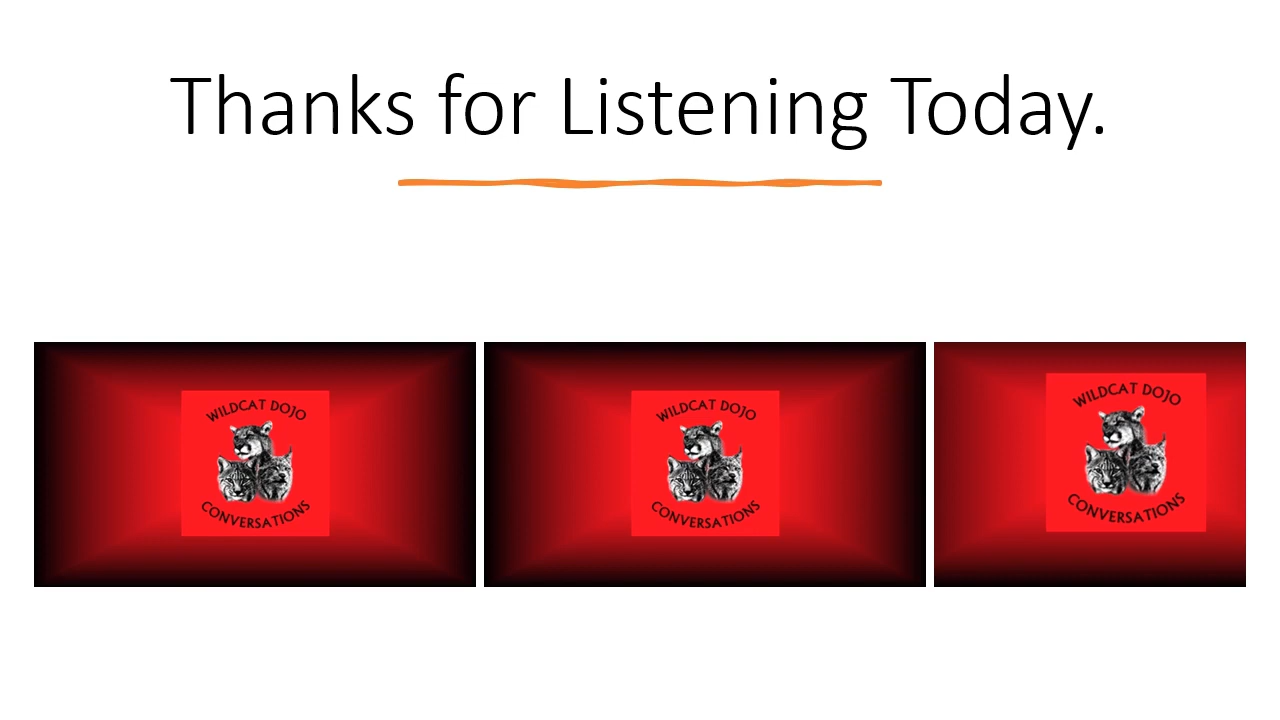 Thanks for Listening Today.
WILDCAT DOJO
CONVERSATIONS
WILDCAT DOJO
CONVERSATIONS
WILDCAT DOJO
CONVERSATIONS